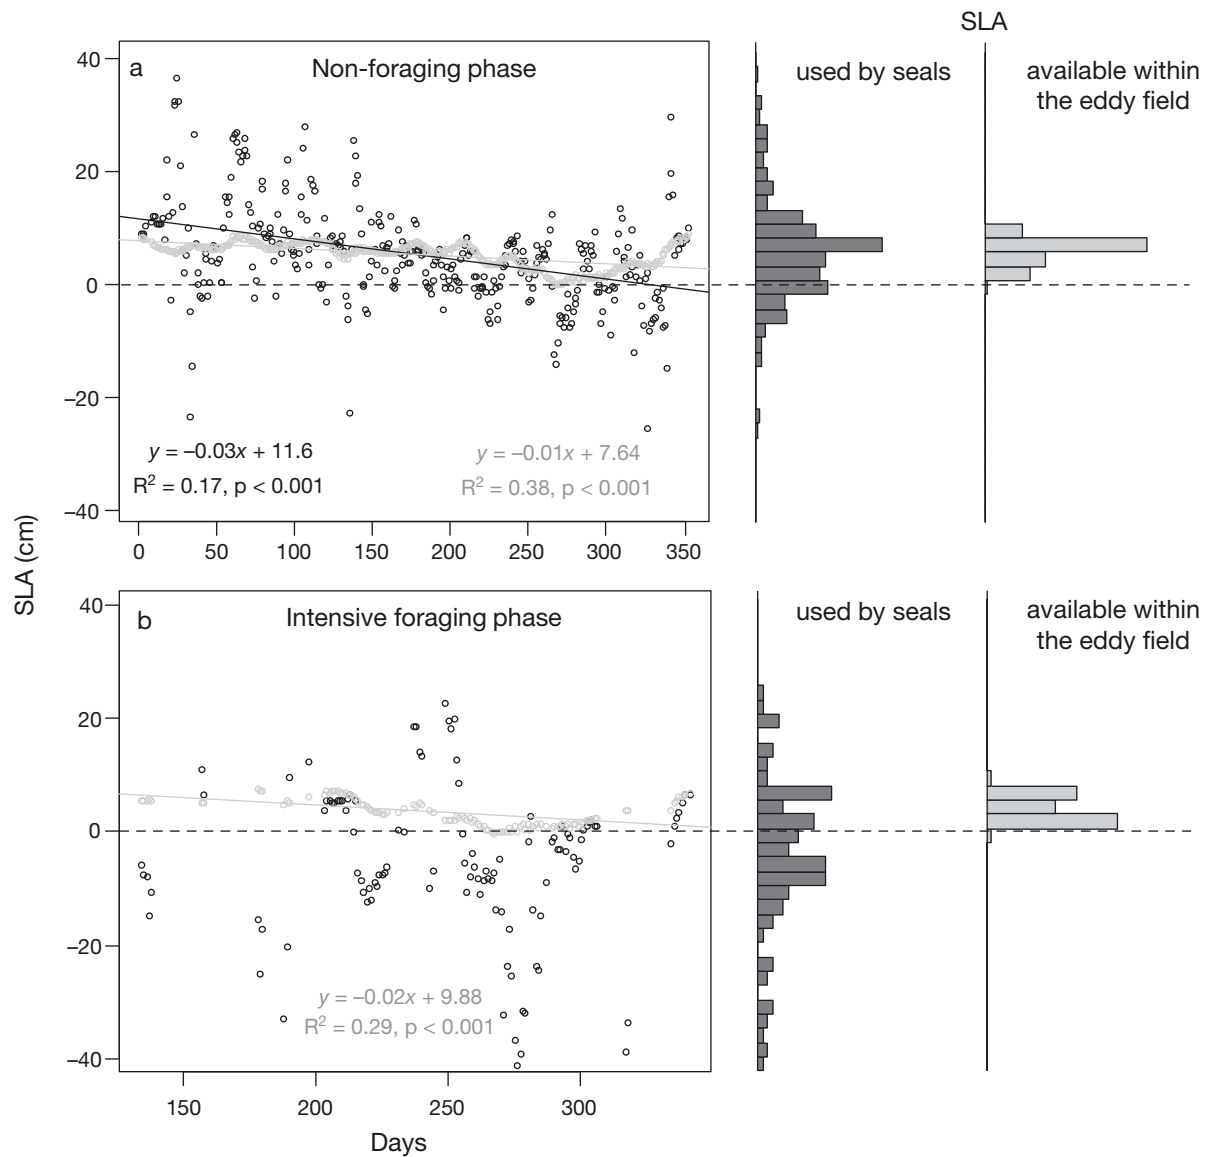 SLA
a
Non-foraging phase
used by seals
available within
the eddy field
40
20
0
−20
−40
y = −0.03x + 11.6
R² = 0.17, p < 0.001
y = −0.01x + 7.64
R² = 0.38, p < 0.001
0 50 100 150 200 250 300 350
SLA (cm)
b
Intensive foraging phase
used by seals
available within
the eddy field
40
20
0
−20
−40
y = −0.02x + 9.88
R² = 0.29, p < 0.001
150 200 250 300
Days